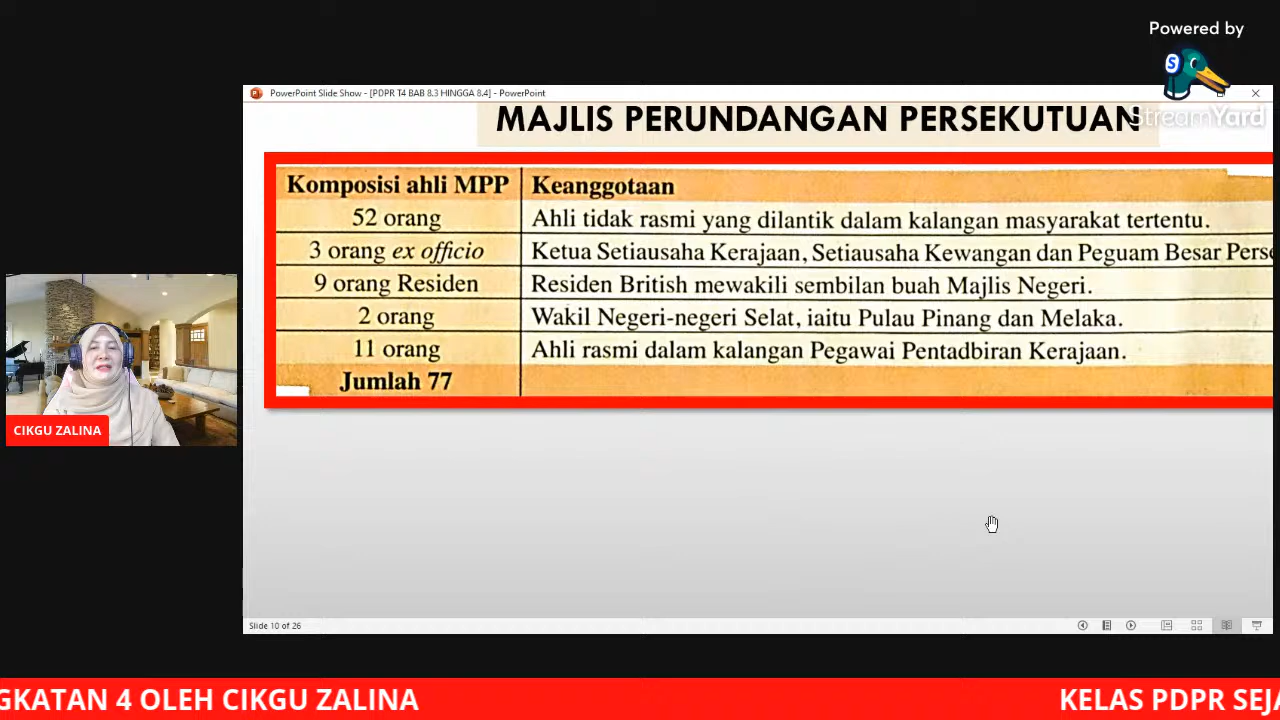 Powered by
StreamYard
PowerPoint Slide Show - [PDPR T4 BAB 8.3 HINGGA 8.4] - PowerPoint
MAJLIS PERUNDANGAN PERSEKUTUAN
Komposisi ahli MPP Keanggotaan
52 orang Ahli tidak rasmi yang dilantik dalam kalangan masyarakat tertentu.
3 orang ex officio Ketua Setiausaha Kerajaan, Setiausaha Kewangan dan Peguam Besar Perse
9 orang Residen Residen British mewakili sembilan buah Majlis Negeri.
2 orang Wakil Negeri-negeri Selat, iaitu Pulau Pinang dan Melaka.
11 orang Ahli rasmi dalam kalangan Pegawai Pentadbiran Kerajaan.
Jumlah 77
CIKGU ZALINA
Slide 10 of 26
GKATAN 4 OLEH CIKGU ZALINA KELAS PDPR SEJA